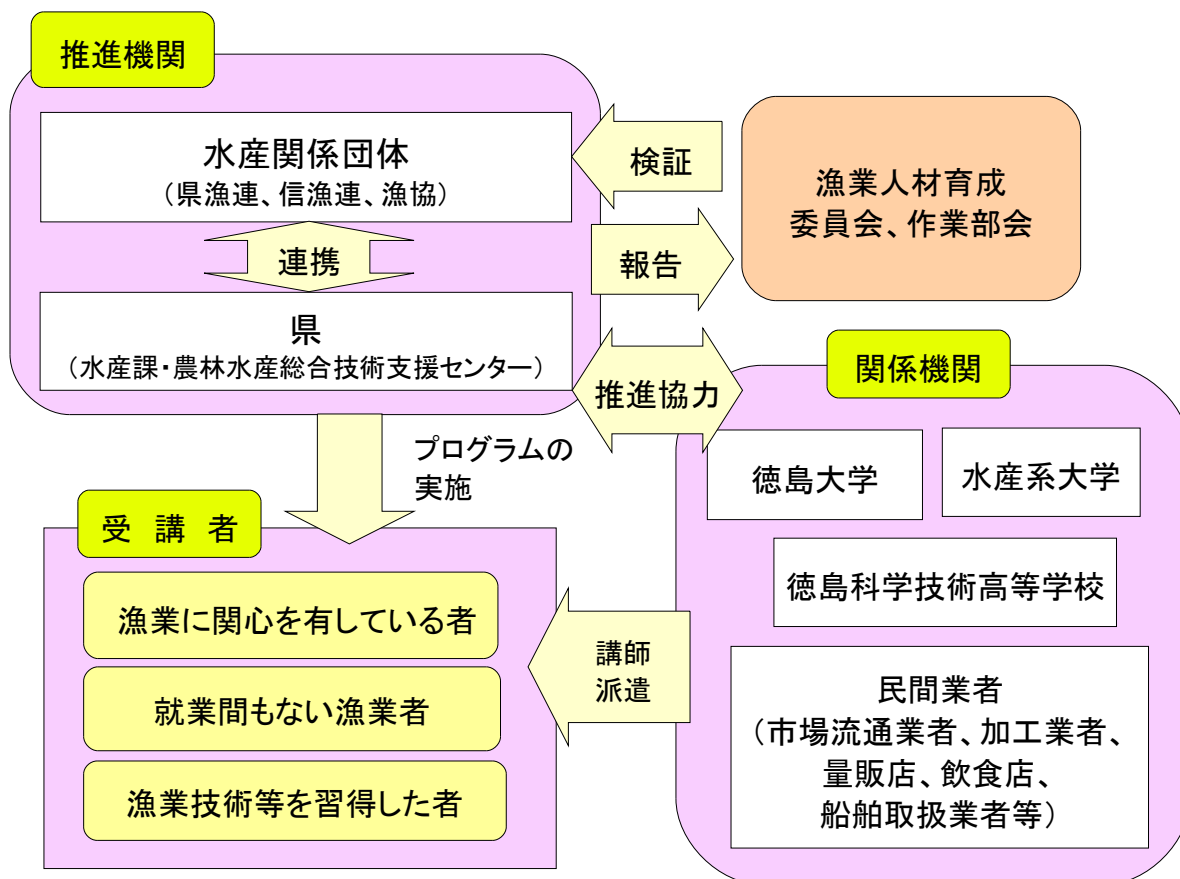 推進機関
水産関係団体
（県漁連、信漁連、漁協）
連携
県
（水産課・農林水産総合技術支援センター）
検証
報告
漁業人材育成
委員会、作業部会
推進協力
関係機関
徳島大学
水産系大学
徳島科学技術高等学校
民間業者
（市場流通業者、加工業者、
量販店、飲食店、
船舶取扱業者等）
プログラムの
実施
講師
派遣
受 講 者
漁業に関心を有している者
就業間もない漁業者
漁業技術等を習得した者